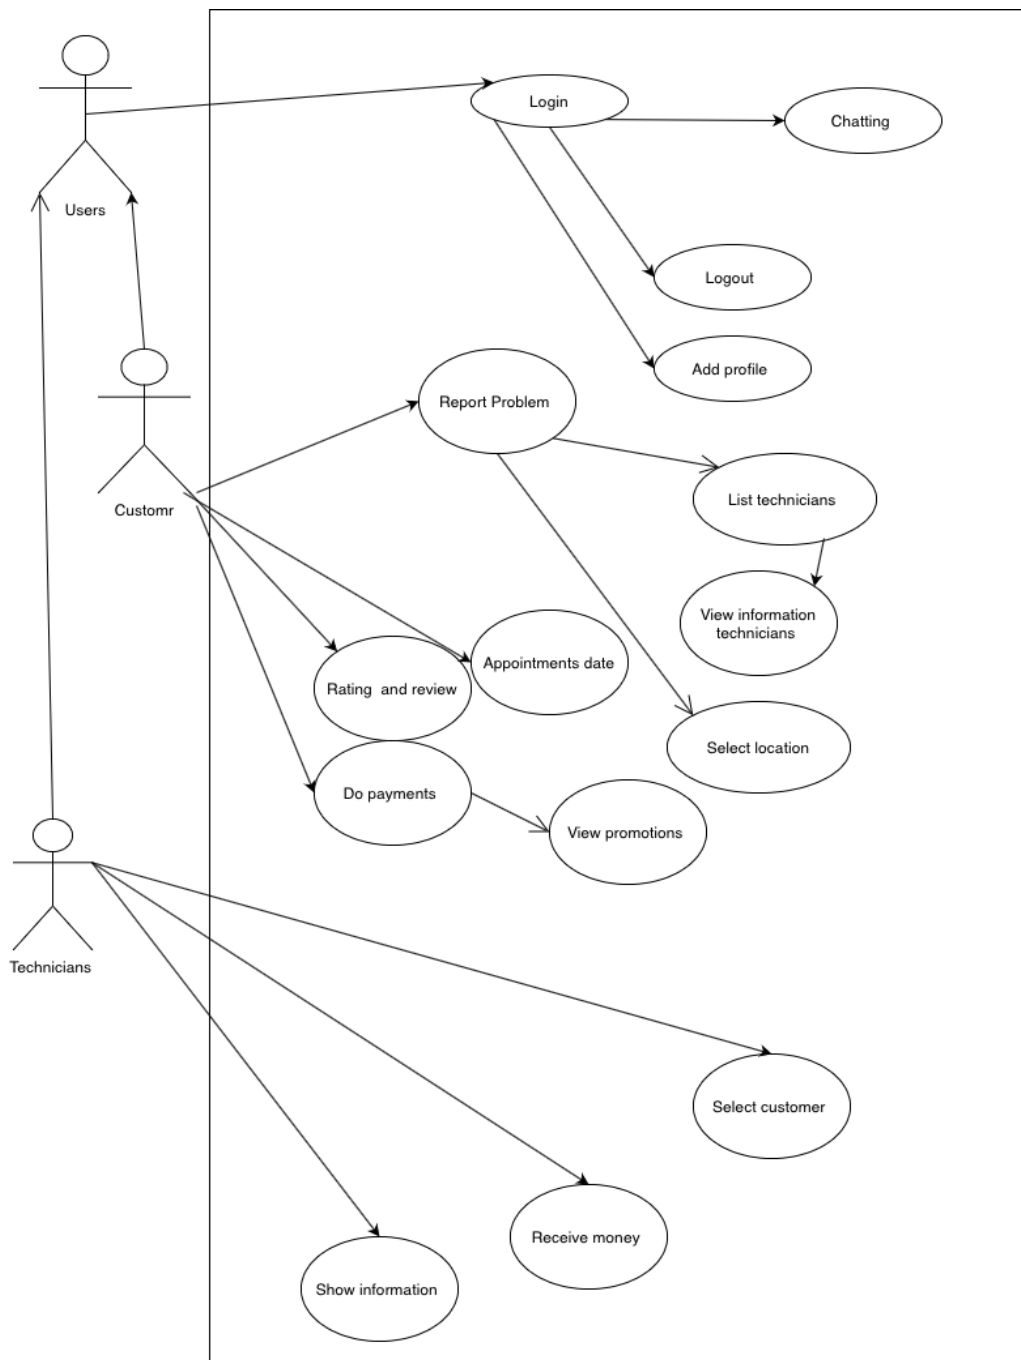 Login
Chatting
Users
Logout
Add profile
Report Problem
List technicians
Customr
View information
technicians
Appointments date
Rating  and review
Select location
Do payments
View promotions
Technicians
Select customer
Receive money
Show information